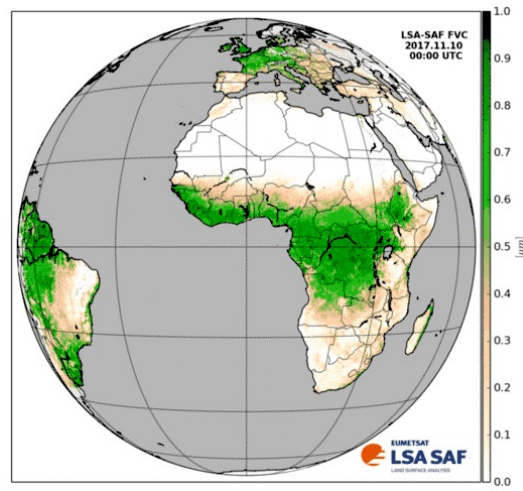 LSA-SAF FVC
2017.11.10
00:00 UTC
1.0
0.9
0.8
0.7
0.6
0.5
0.4
0.3
0.2
0.1
0.0
[μm]
EUMETSAT
LSA SAF
LAND SURFACE ANALYSIS